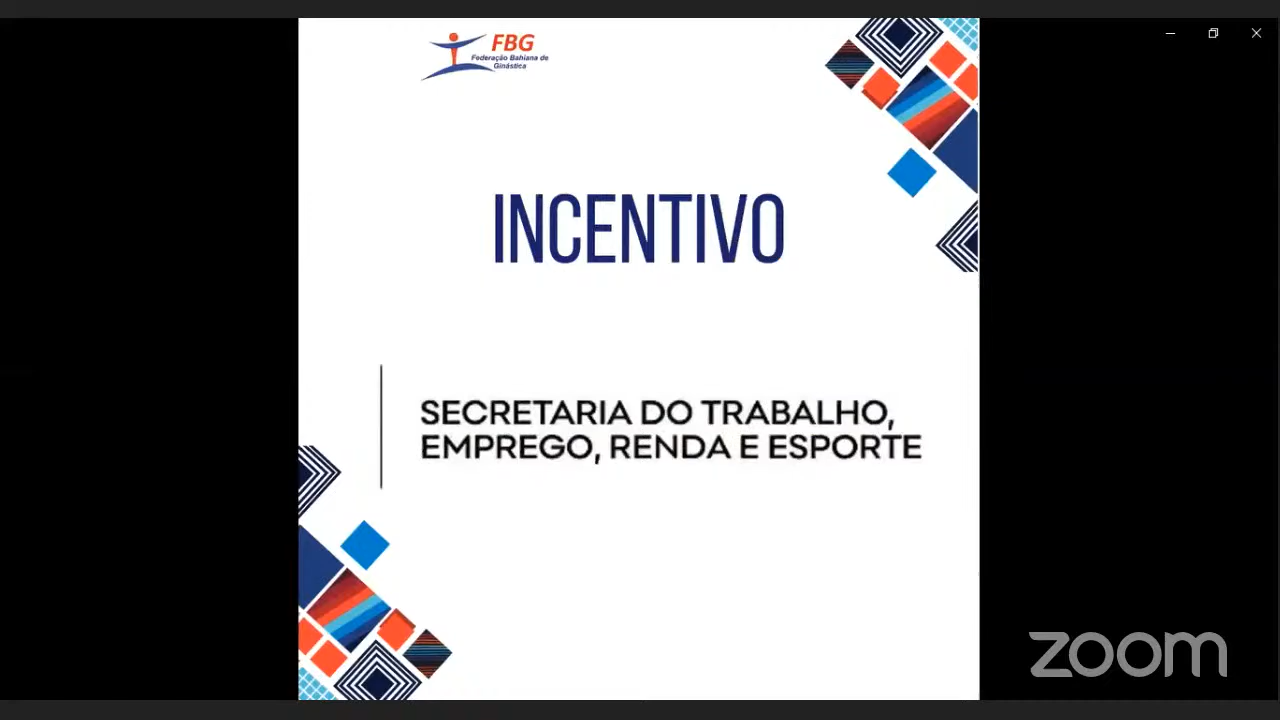 FBG
Federação Bahiana de
Ginástica
INCENTIVO
SECRETARIA DO TRABALHO,
EMPREGO, RENDA E ESPORTE
zoom